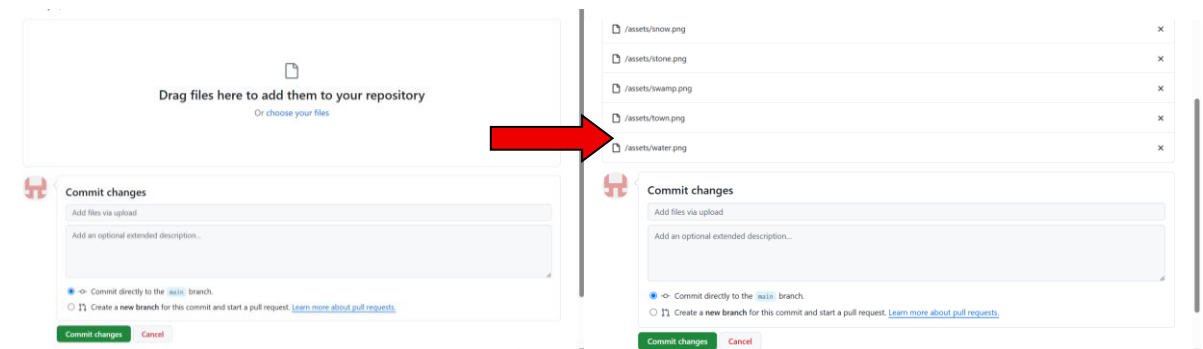 Drag files here to add them to your repository
Or choose your files
Commit changes
Add files via upload
Add an optional extended description...
Commit directly to the main branch.
Create a new branch for this commit and start a pull request. Learn more about pull requests.
Commit changes Cancel
/assets/snow.png
/assets/stone.png
/assets/swamp.png
/assets/town.png
/assets/water.png
Commit changes
Add files via upload
Add an optional extended description...
Commit directly to the main branch.
Create a new branch for this commit and start a pull request. Learn more about pull requests.
Commit changes Cancel